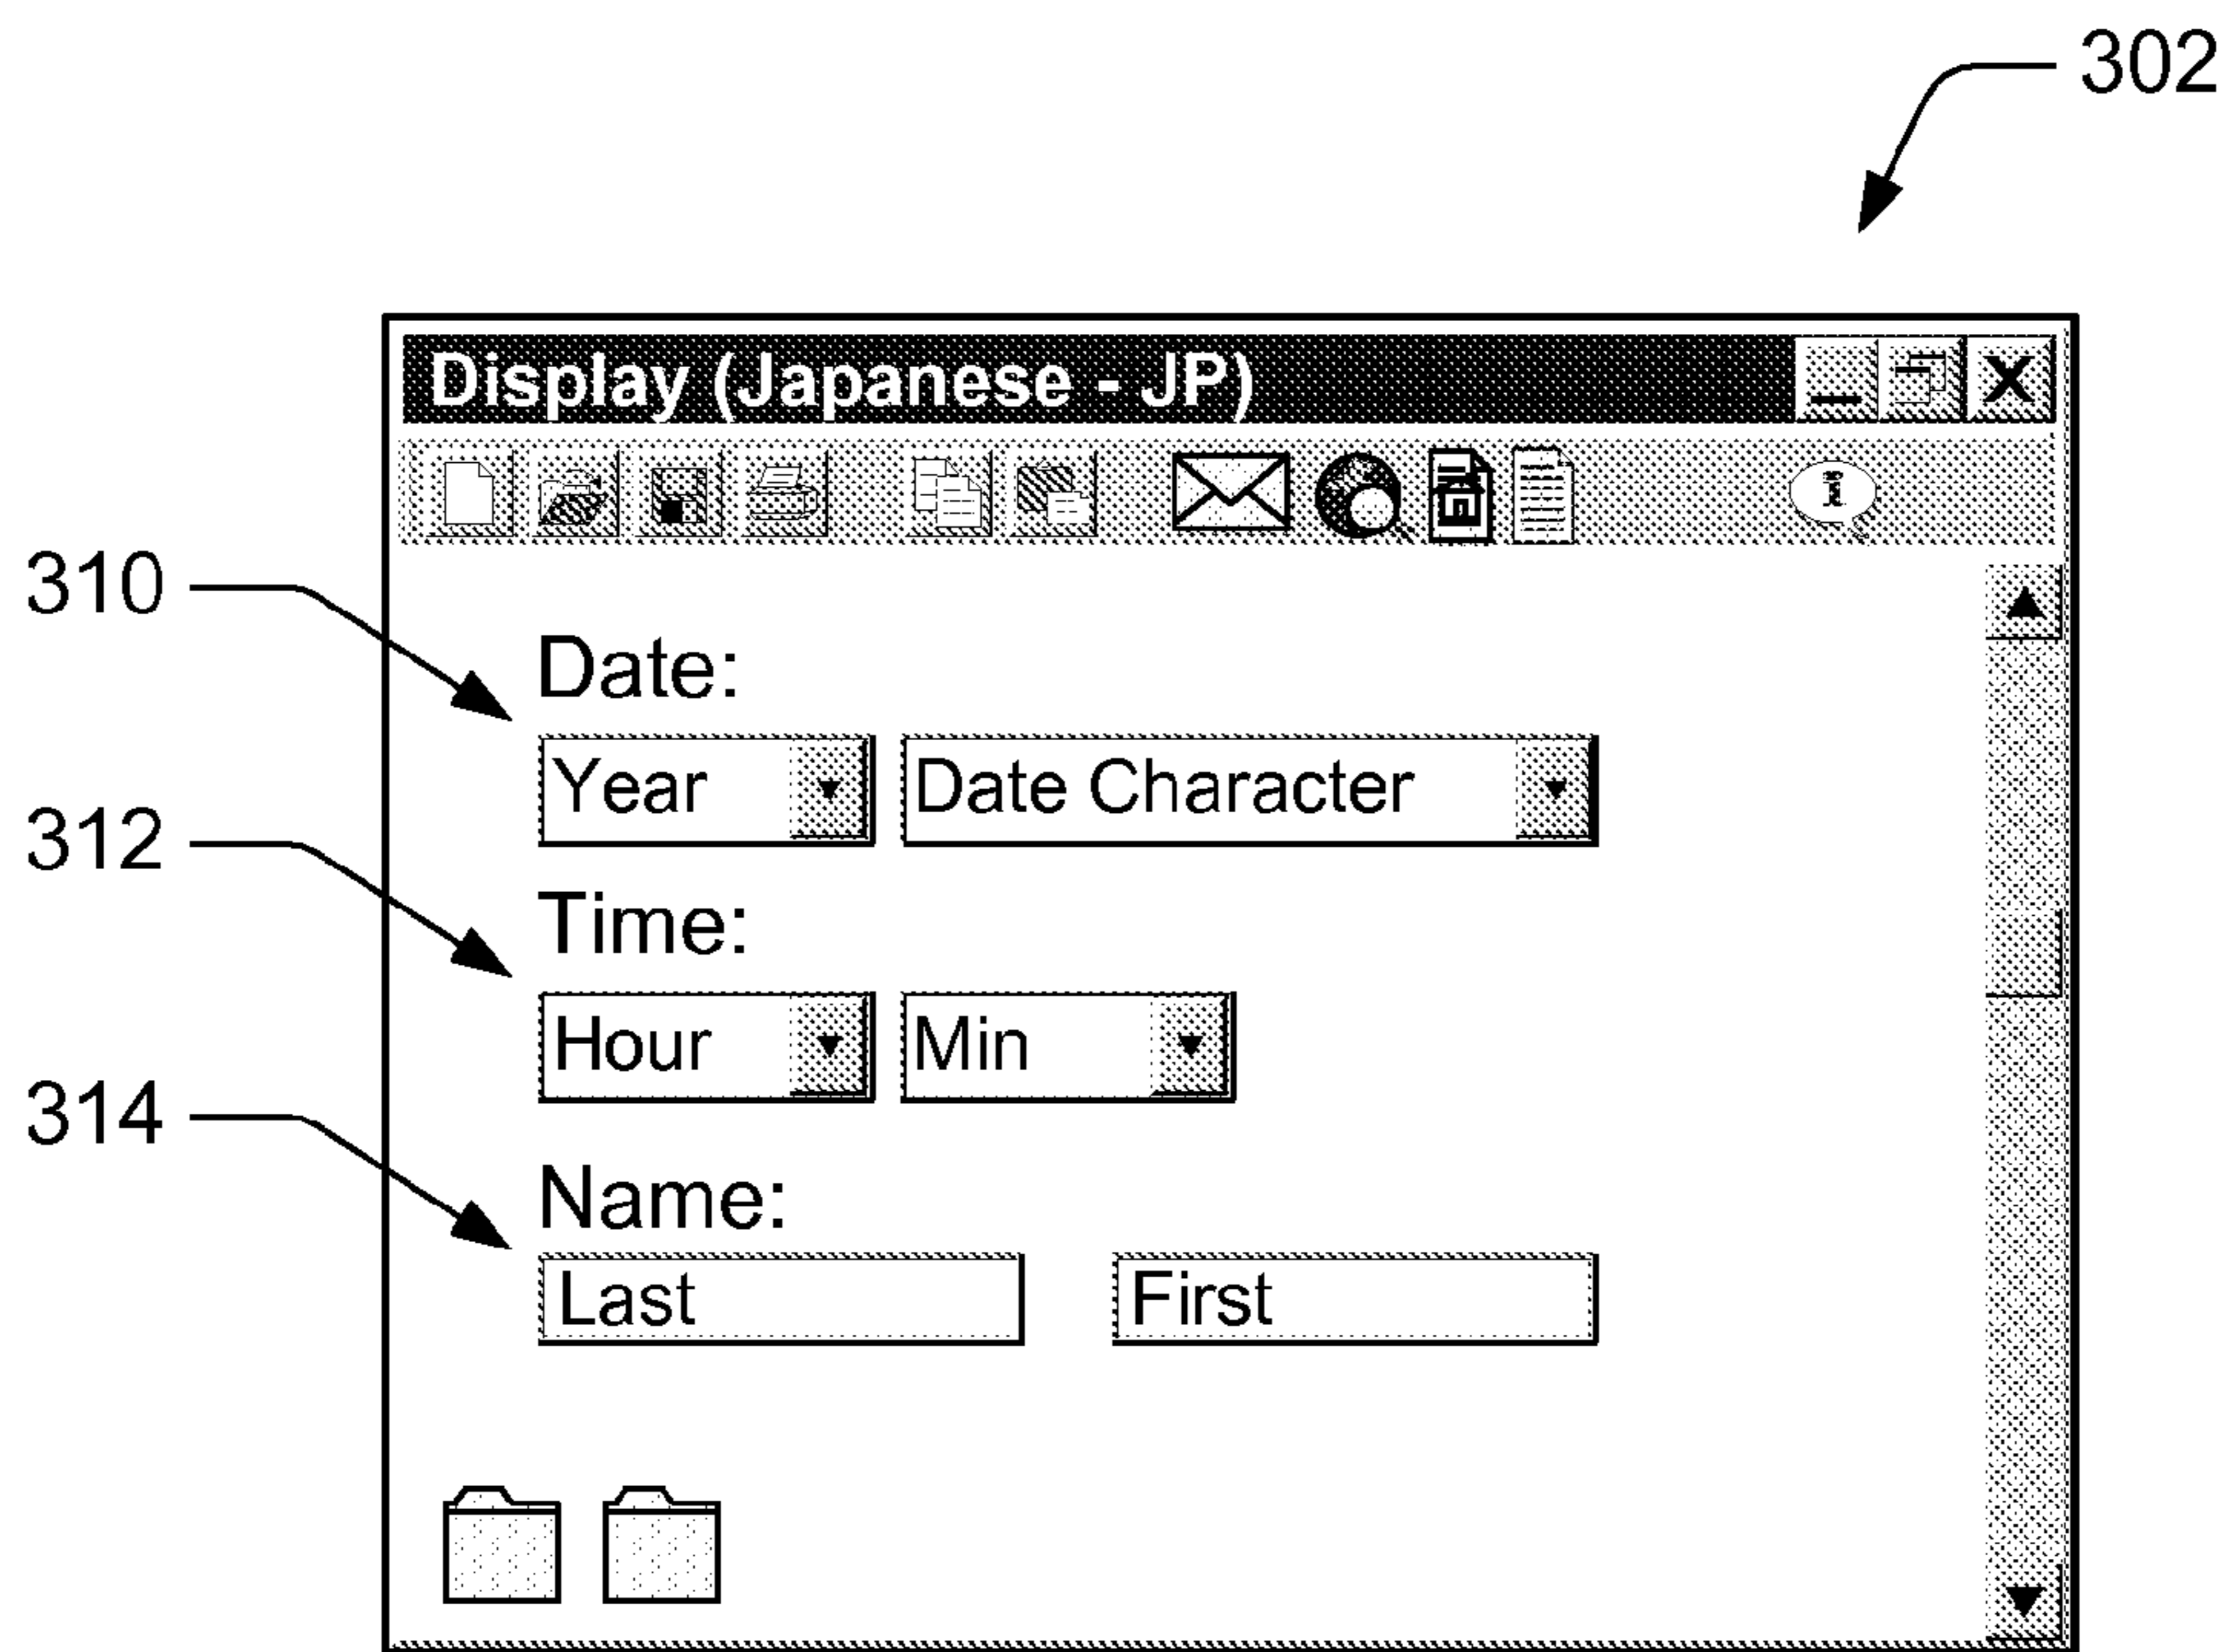 302
Display (Japanese - JP)
310
Date:
Year Date Character
312
Time:
Hour Min
314
Name:
Last First